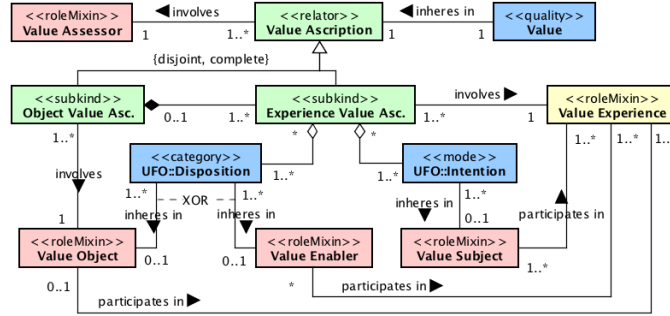 <<roleMixin>>
Value Assessor
involves
1
1..*
<<relator>>
Value Ascription
inheres in
1
1
<<quality>>
Value
{disjoint, complete}
<<subkind>>
Object Value Asc.
0..1
1..*
<<subkind>>
Experience Value Asc.
involves
1..*
1
<<roleMixin>>
Value Experience
1..*
*
*
1..*
1..*
1..*
<<category>>
UFO::Disposition
1..*
<<mode>>
UFO::Intention
1..*
involves
1..*
XOR
1..*
1..*
inheres in
inheres in
inheres in
0..1
participates in
1
<<roleMixin>>
Value Object
0..1
0..1
<<roleMixin>>
Value Enabler
<<roleMixin>>
Value Subject
1..*
0..1
*
participates in
participates in